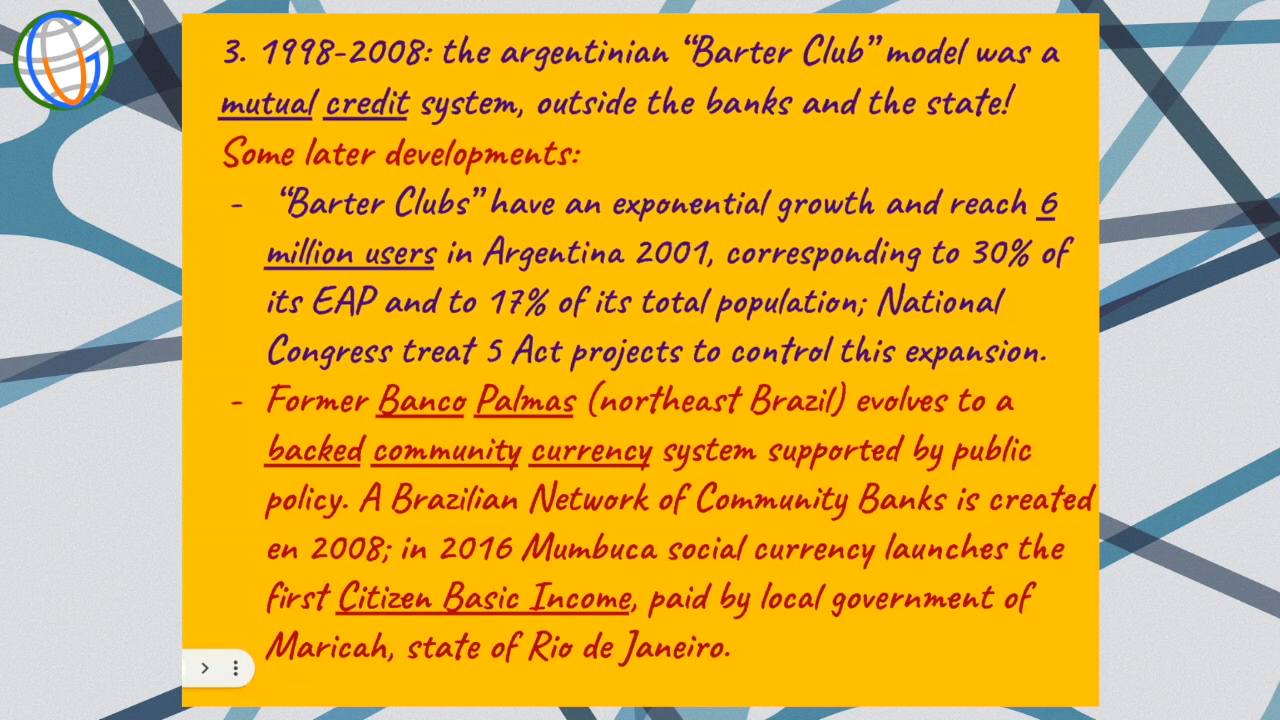 3. 1998-2008: the argentinian “Barter Club” model was a
mutual credit system, outside the banks and the state!
Some later developments:
- “Barter Clubs” have an exponential growth and reach 6
million users in Argentina 2001, corresponding to 30% of
its EAP and to 17% of its total population; National
Congress treat 5 Act projects to control this expansion.
- Former Banco Palmas (northeast Brazil) evolves to a
backed community currency system supported by public
policy. A Brazilian Network of Community Banks is created
en 2008; in 2016 Mumbuca social currency launches the
first Citizen Basic Income, paid by local government of
Maricah, state of Rio de Janeiro.